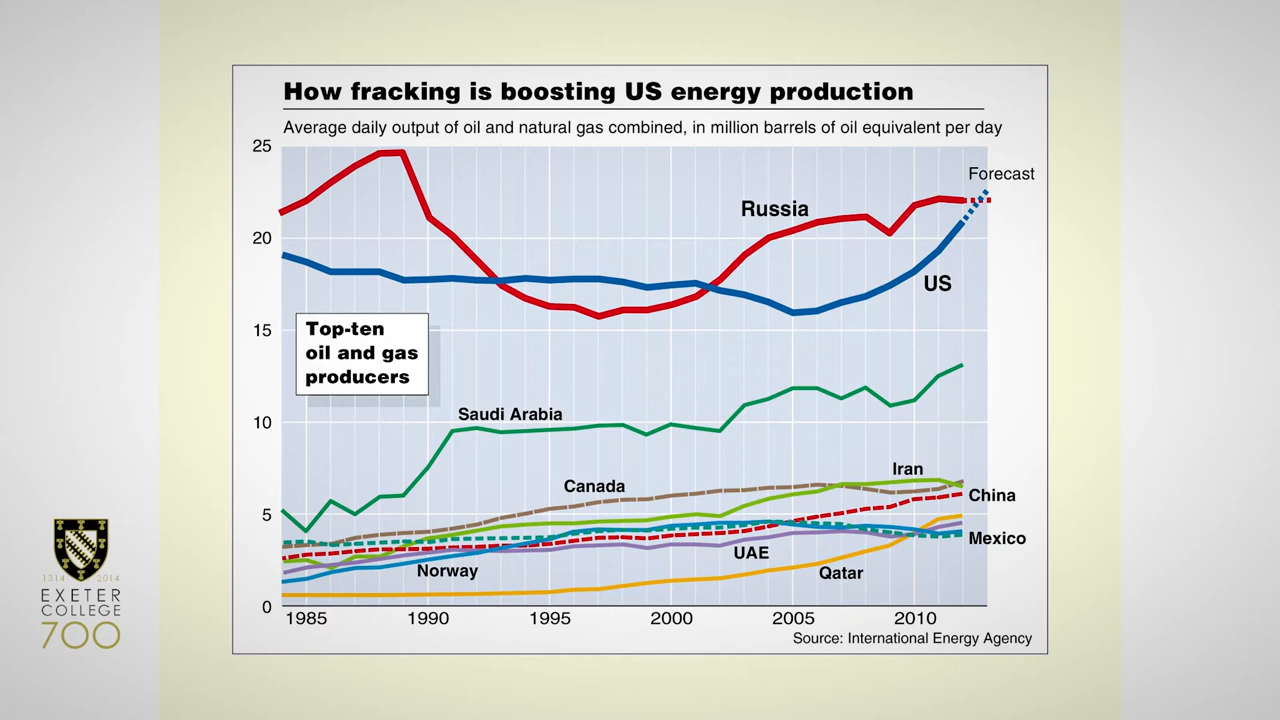 How fracking is boosting US energy production
Average daily output of oil and natural gas combined, in million barrels of oil equivalent per day
25
20
15
10
5
0
Forecast
Russia
US
Top-ten
oil and gas
producers
Saudi Arabia
Canada
Iran
China
Mexico
UAE
Norway
Qatar
1985 1990 1995 2000 2005 2010
Source: International Energy Agency
1314 2014
EXETER
COLLEGE
700